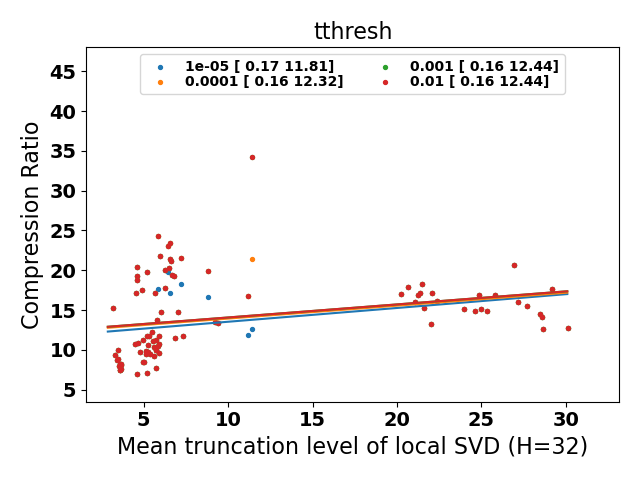 tthresh
1e-05 [ 0.17 11.81]
0.0001 [ 0.16 12.32]
0.001 [ 0.16 12.44]
0.01 [ 0.16 12.44]
Compression Ratio
45
40
35
30
25
20
15
10
5
5 10 15 20 25 30
Mean truncation level of local SVD (H=32)